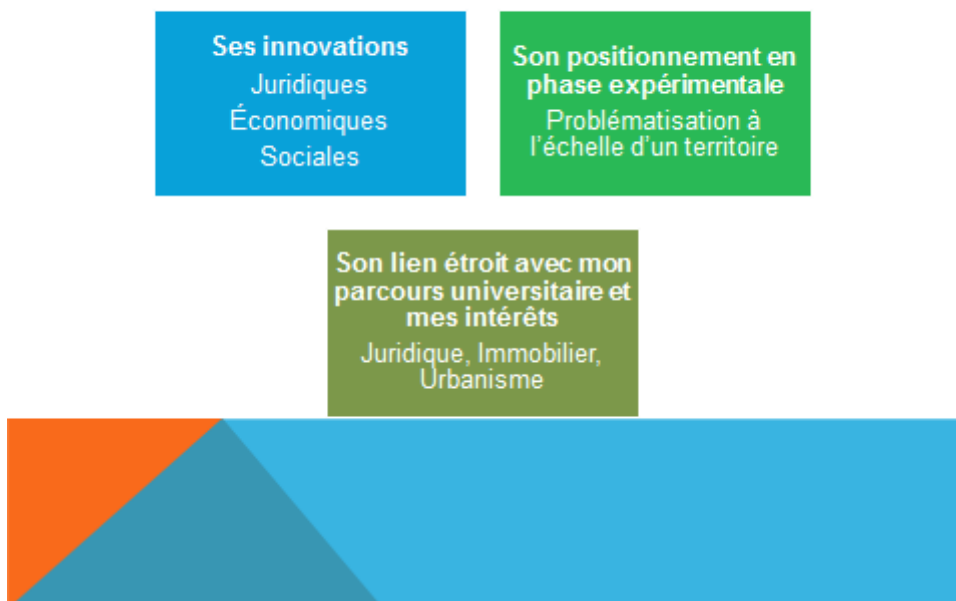 Ses innovations
Juridiques
Économiques
Sociales
Son positionnement en
phase expérimentale
Problématisation à
l'échelle d'un territoire
Son lien étroit avec mon
parcours universitaire et
mes intérêts
Juridique, Immobilier,
Urbanisme